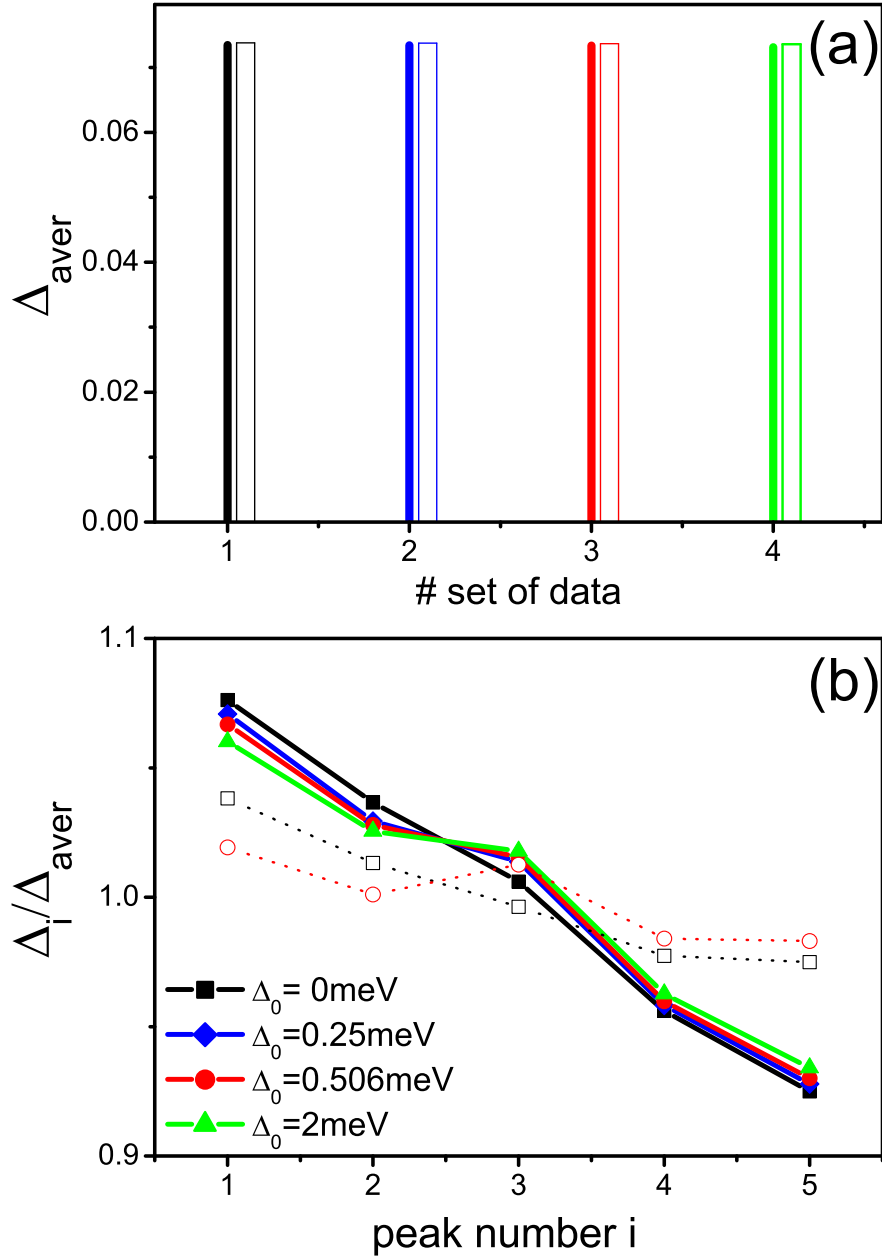 (a)
0.06
0.04
0.02
0.00
Δaver
1 2 3 4
# set of data
(b)
1.1
1.0
0.9
Δi/Δaver
Δ0= 0meV
Δ0=0.25meV
Δ0=0.506meV
Δ0=2meV
1 2 3 4 5
peak number i